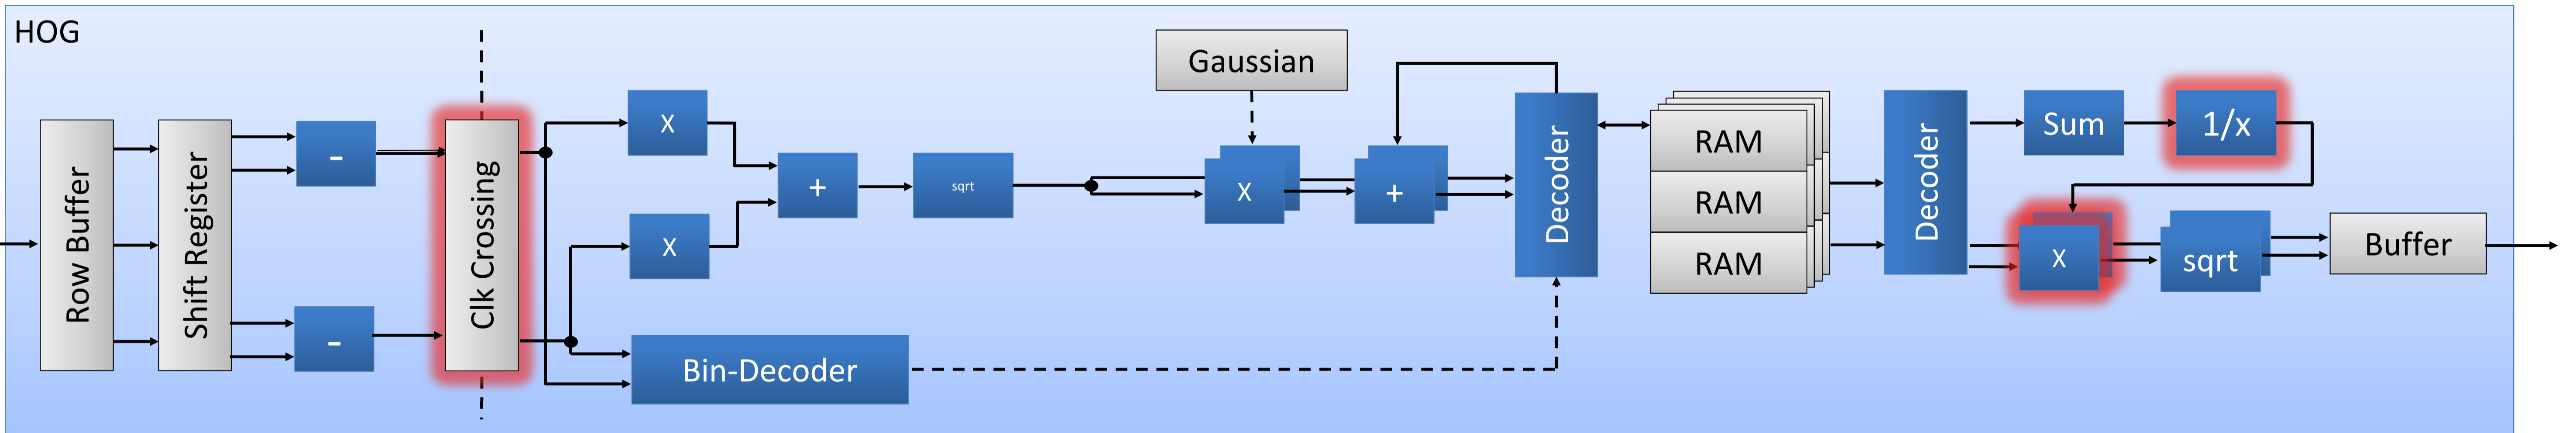 HOG
Row Buffer
Shift Register
-
-
Clk Crossing
X
X
+
sqrt
Bin-Decoder
Gaussian
X
+
Decoder
RAM
RAM
RAM
Decoder
Sum
1/x
X
sqrt
Buffer